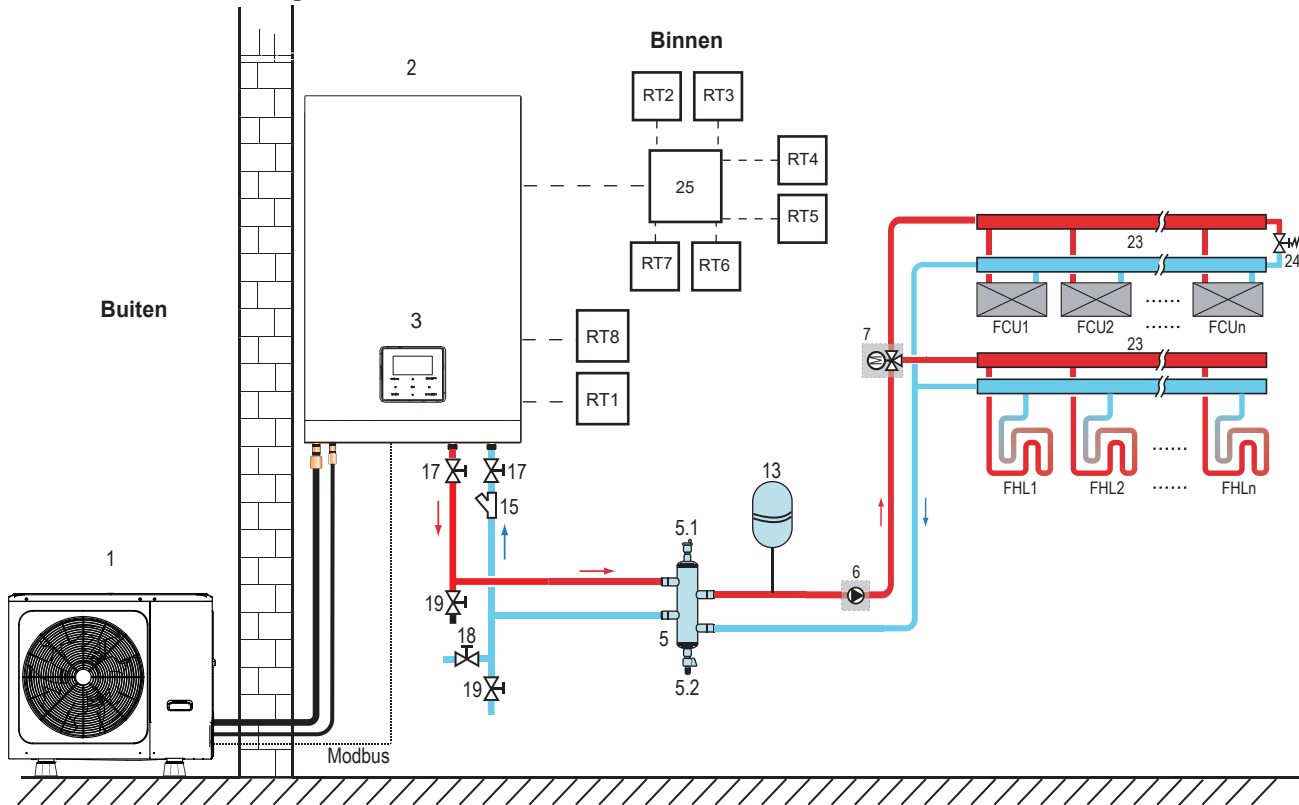 Binnen
2
RT2
RT3
RT4
25
RT5
RT7
RT6
23
24
Buiten
3
FCU1
FCU2
......
......
FCUn
RT8
7
M
23
RT1
17
17
13
15
FHL1
FHL2
......
......
FHLn
5.1
1
6
19
18
5
19
5.2
Modbus